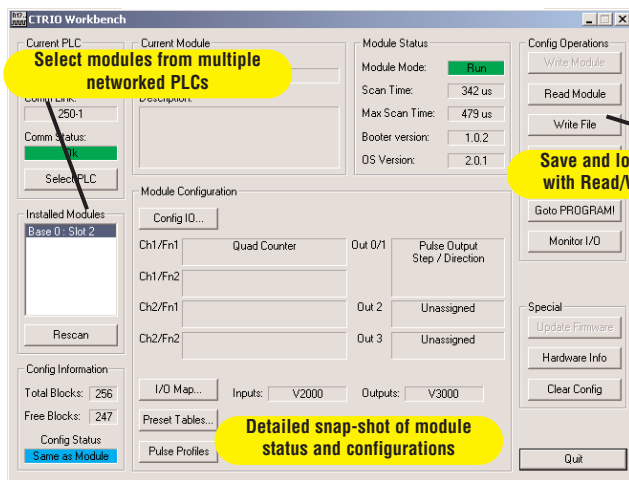 CTRIO Workbench
Current PLC
Select modules from multiple
networked PLCs
250-1
Comm Status:
Ok
Select PLC
Installed Modules
Base 0 : Slot 2
Rescan
Config Information
Total Blocks: 256
Free Blocks: 247
Config Status
Same as Module
Current Module
Description:
Module Status
Module Mode: Run
Scan Time: 342 us
Max Scan Time: 479 us
Booter version: 1.0.2
OS Version: 2.0.1
Module Configuration
Config IO...
Ch1/Fn1 Quad Counter Out 0/1 Pulse Output
Step / Direction
Ch1/Fn2
Ch2/Fn1 Out 2 Unassigned
Ch2/Fn2 Out 3 Unassigned
I/O Map... Inputs: V2000 Outputs: V3000
Preset Tables...
Pulse Profiles
Detailed snap-shot of module
status and configurations
Config Operations
Write Module
Read Module
Write File
Save and lo
with Read/
Goto PROGRAM!
Monitor I/O
Special
Update Firmware
Hardware Info
Clear Config
Quit